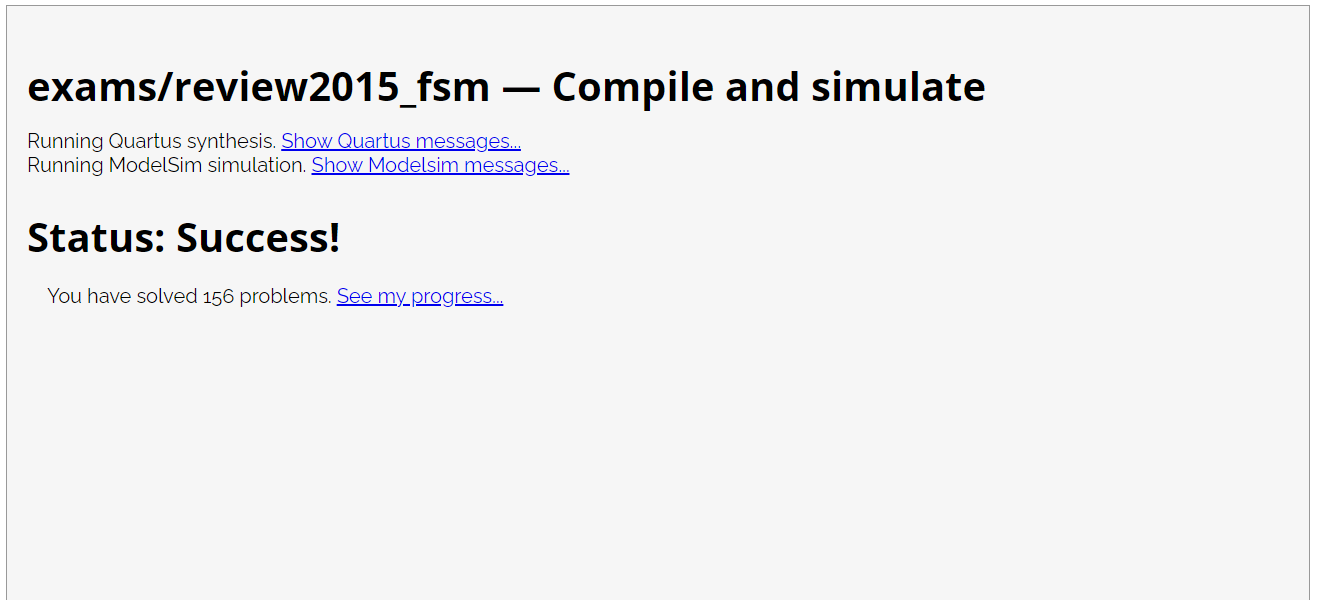 exams/review2015_fsm — Compile and simulate
Running Quartus synthesis. Show Quartus messages...
Running ModelSim simulation. Show Modelsim messages...
Status: Success!
You have solved 156 problems. See my progress...